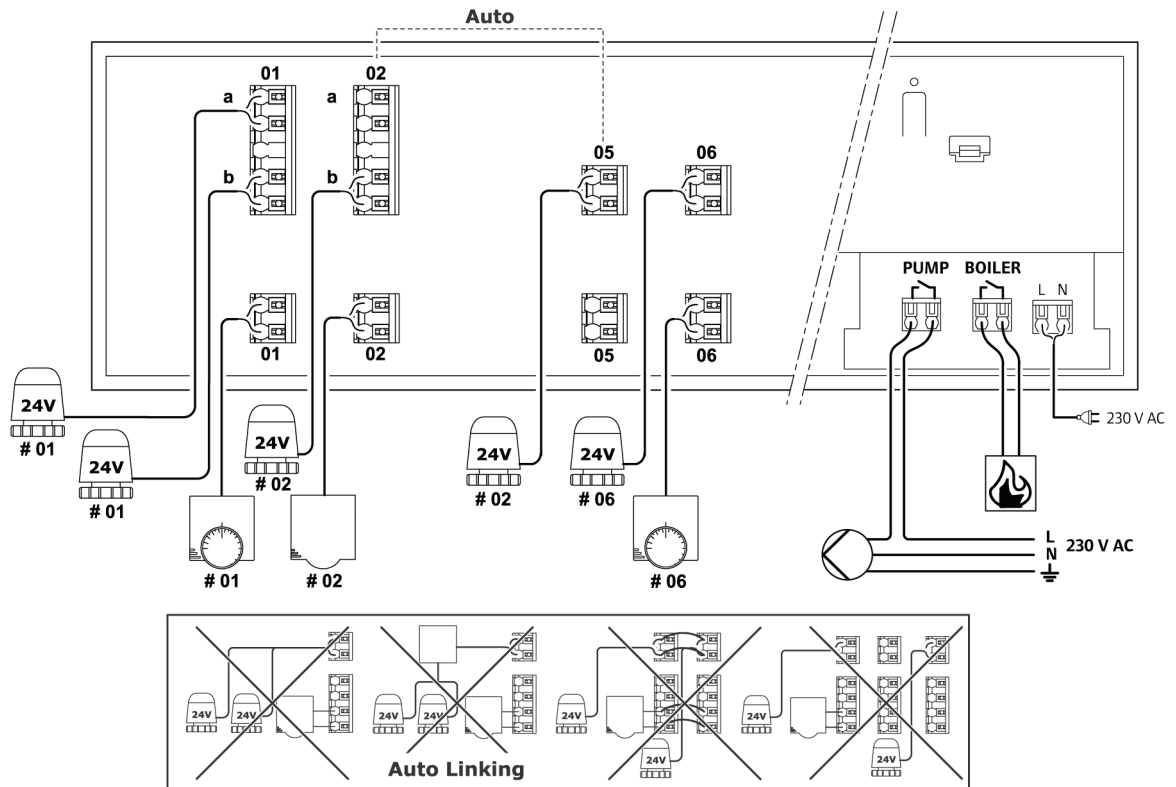 Auto
01 02
a a
05 06
b b
PUMP BOILER
L N
01 02 05 06
24V
# 01
230 V AC
24V
# 01
24V
# 02
24V
# 02
24V
# 06
# 01 # 02 # 06
L
N 230 V AC
24V 24V 24V 24V 24V 24V
24V 24V
Auto Linking